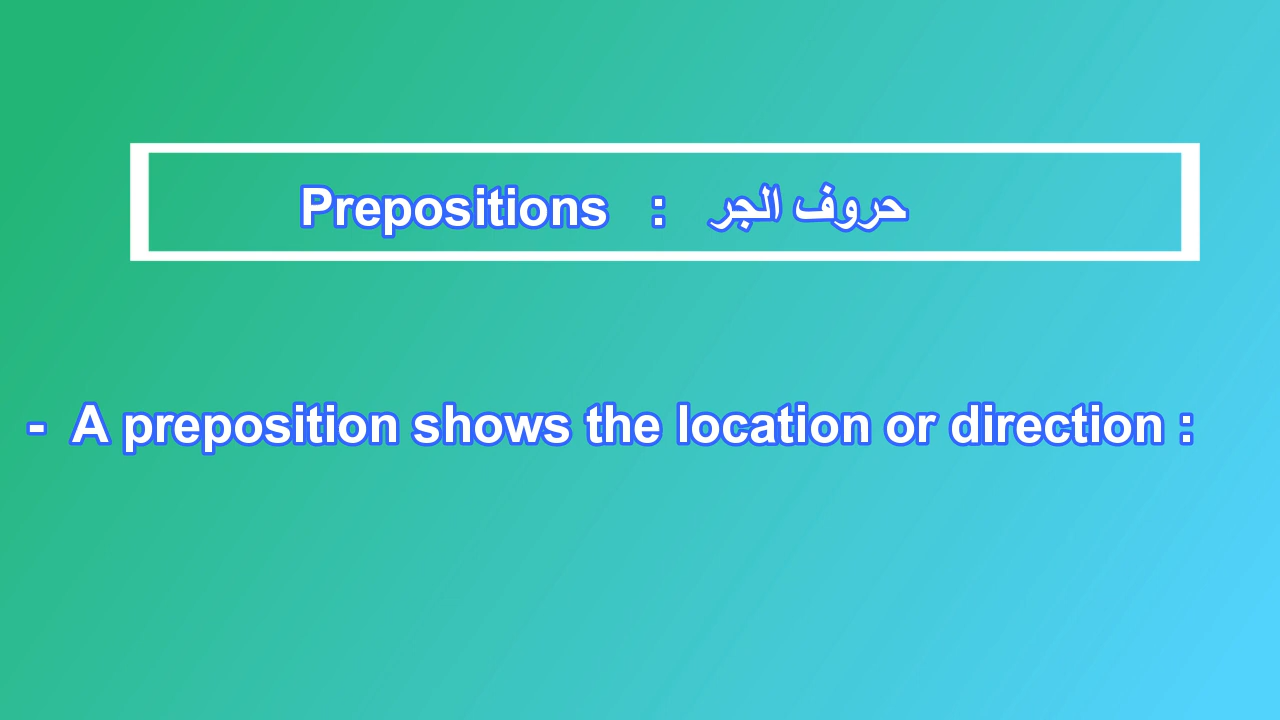 Prepositions : حروف الجر
- A preposition shows the location or direction :